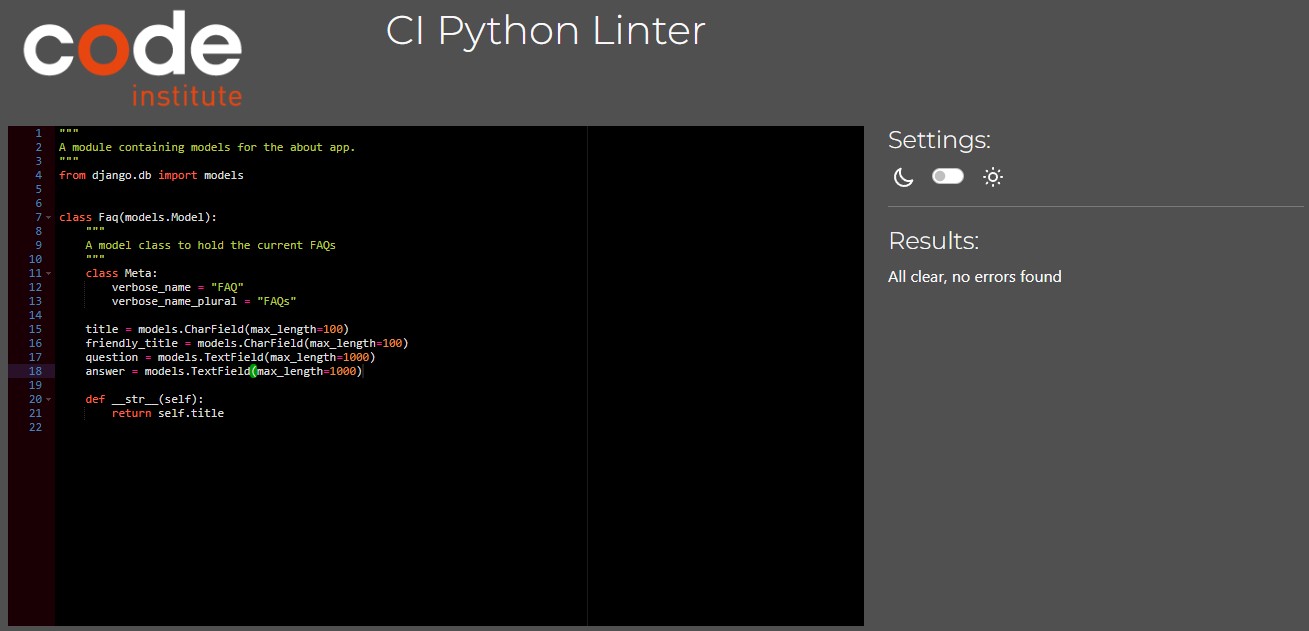 code
institute
CI Python Linter
1 """
2 A module containing models for the about app.
3 """
4 from django.db import models
5
6
7 class Faq(models.Model):
8     """
9     A model class to hold the current FAQs
10     """
11     class Meta:
12         verbose_name = "FAQ"
13         verbose_name_plural = "FAQs"
14
15     title = models.CharField(max_length=100)
16     friendly_title = models.CharField(max_length=100)
17     question = models.TextField(max_length=1000)
18     answer = models.TextField(max_length=1000)
19
20     def __str__(self):
21         return self.title
22
Settings:
Results:
All clear, no errors found